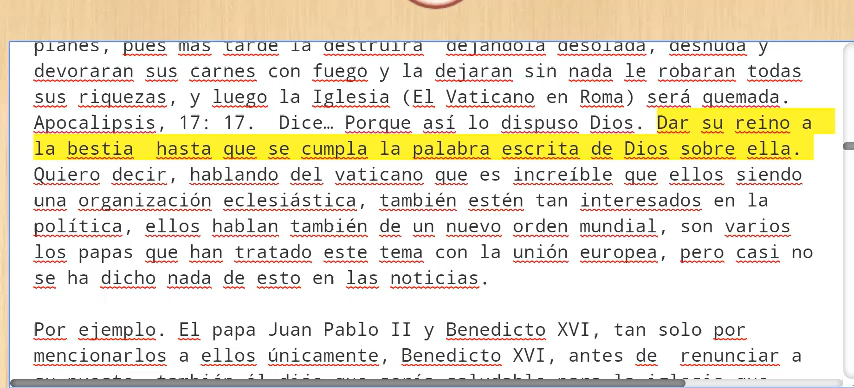 planes, pues mas tarde la destruirá  dejándola desolada, desnuda y
devoraran sus carnes con fuego y la dejaran sin nada le robaran todas
sus riquezas, y luego la Iglesia (El Vaticano en Roma) será quemada.
Apocalipsis, 17: 17.  Dice… Porque así lo dispuso Dios. Dar su reino a
la bestia  hasta que se cumpla la palabra escrita de Dios sobre ella.
Quiero decir, hablando del vaticano que es increíble que ellos siendo
una organización eclesiástica, también estén tan interesados en la
política, ellos hablan también de un nuevo orden mundial, son varios
los papas que han tratado este tema con la unión europea, pero casi no
se ha dicho nada de esto en las noticias.
Por ejemplo. El papa Juan Pablo II y Benedicto XVI, tan solo por
mencionarlos a ellos únicamente, Benedicto XVI, antes de  renunciar a